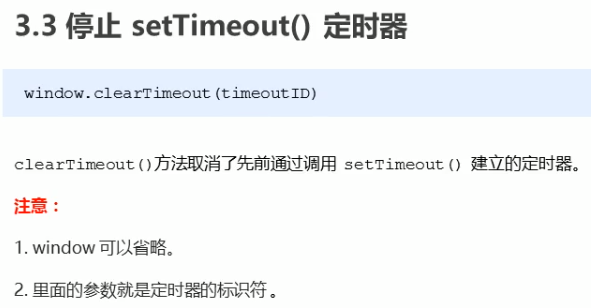 3.3 停止 setTimeout() 定时器
window.clearTimeout(timeoutID)
clearTimeout()方法取消了先前通过调用 setTimeout() 建立的定时器。
注意：
1. window 可以省略。
2. 里面的参数就是定时器的标识符 。